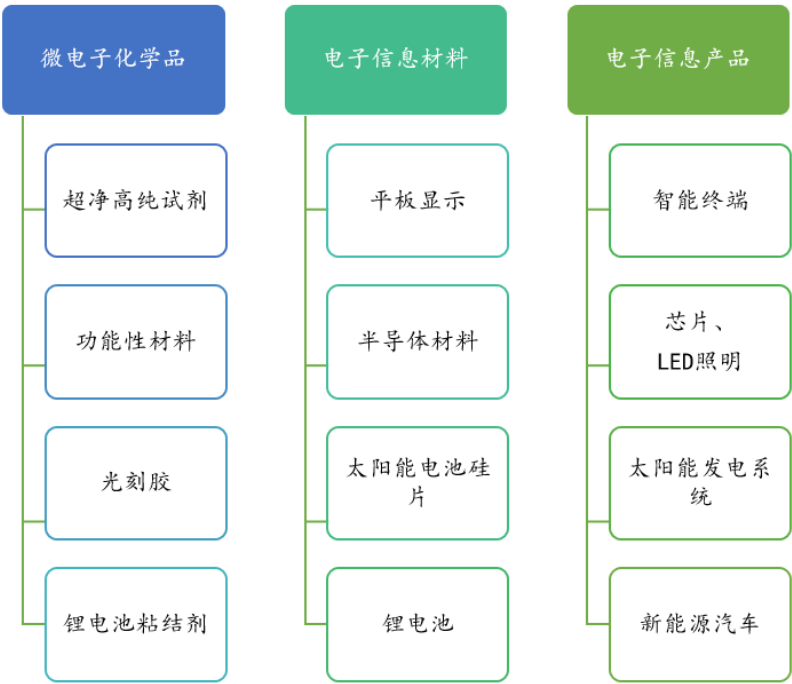 微电子化学品
超净高纯试剂
功能性材料
光刻胶
锂电池粘结剂
电子信息材料
平板显示
半导体材料
太阳能电池硅
片
锂电池
电子信息产品
智能终端
芯片、
LED照明
太阳能发电系
统
新能源汽车